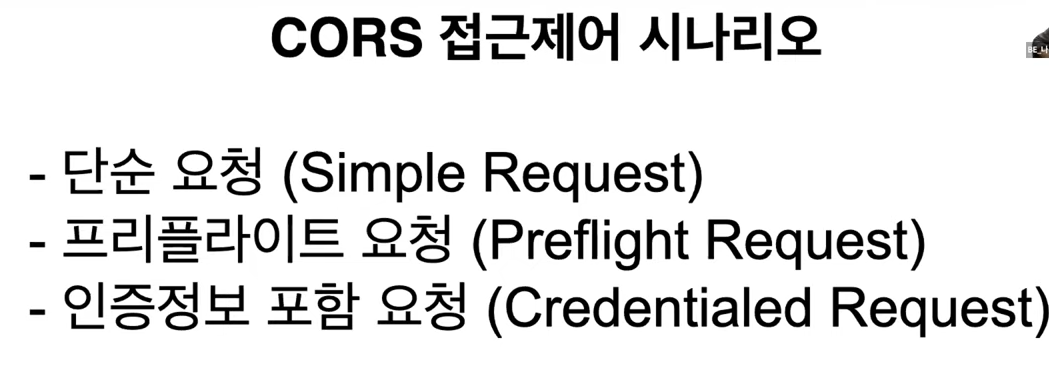 CORS 접근제어 시나리오
- 단순 요청 (Simple Request)
- 프리플라이트 요청 (Preflight Request)
- 인증정보 포함 요청 (Credentialed Request)